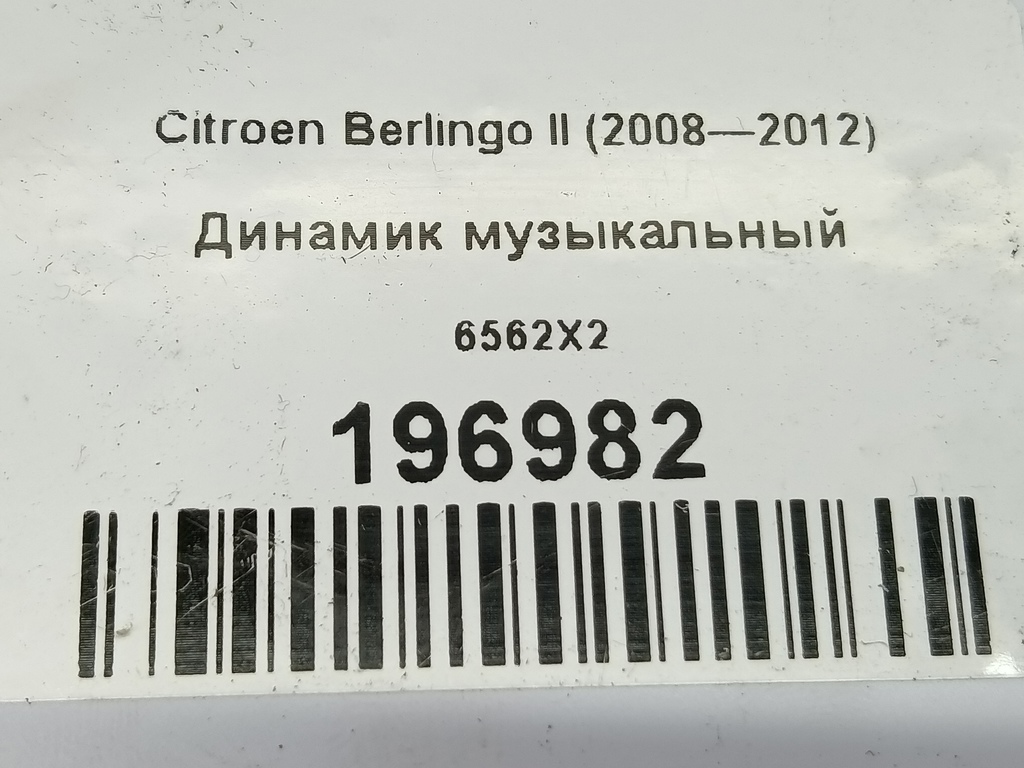 Citroen Berlingo II (2008—2012)
Динамик музыкальный
6562X2
196982